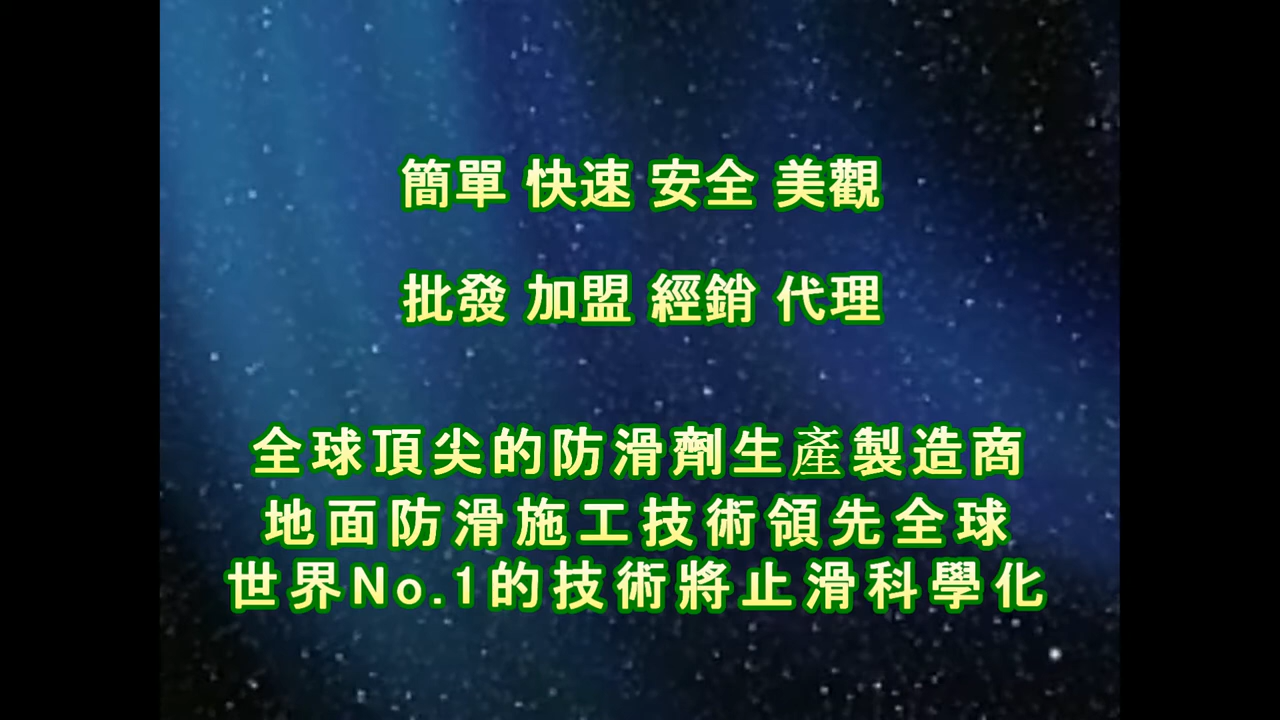 簡單 快速 安全 美觀
批發 加盟 經銷 代理
全球頂尖的防滑劑生產製造商
地面防滑施工技術領先全球
世界No.1的技術將止滑科學化